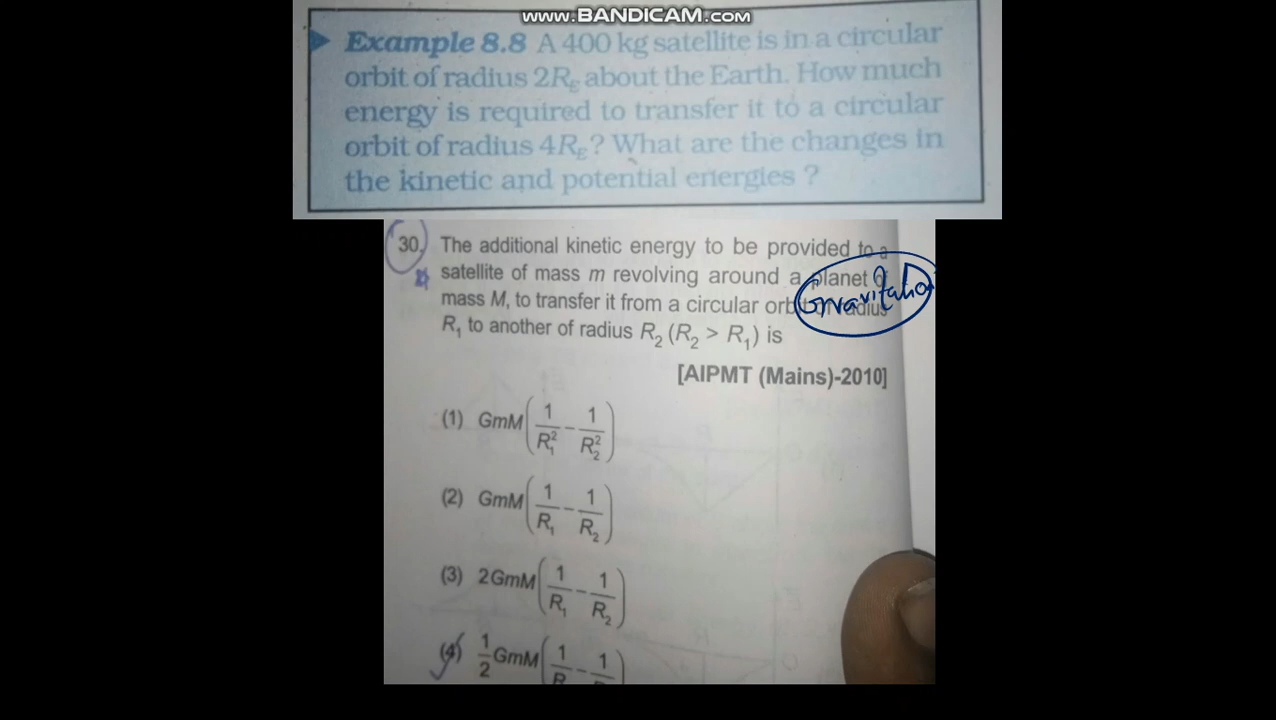 www.BANDICAM.com
Example 8.8 A 400 kg satellite is in a circular
orbit of radius 2R_E about the Earth. How much
energy is required to transfer it to a circular
orbit of radius 4R_E? What are the changes in
the kinetic and potential energies ?
30. The additional kinetic energy to be provided to a
satellite of mass m revolving around a planet of
mass M, to transfer it from a circular orbit of radius
Gravitation
R₁ to another of radius R₂ (R₂ > R₁) is
[AIPMT (Mains)-2010]
(1) GmM(1/R₁² − 1/R₂²)
(2) GmM(1/R₁ − 1/R₂)
(3) 2GmM(1/R₁ − 1/R₂)
(4) 1/2 GmM(1/R − 1/